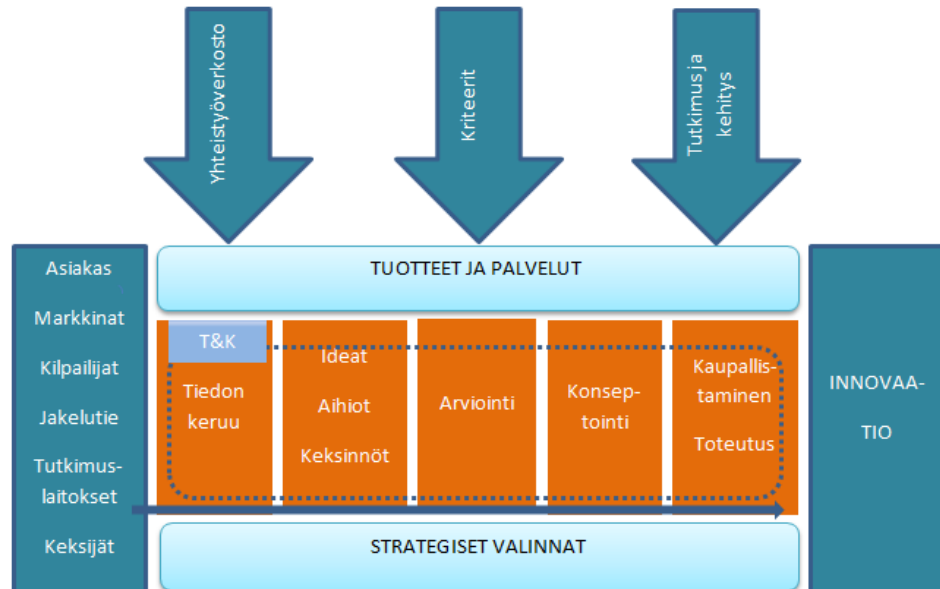 Yhteistyöverkosto
Kriteerit
Tutkimus ja
kehitys
Asiakas
Markkinat
Kilpailijat
Jakelutie
Tutkimus-
laitokset
Keksijät
TUOTTEET JA PALVELUT
T&K
Tiedon
keruu
Ideat
Aihiot
Keksinnöt
Arviointi
Konsep-
tointi
Kaupallis-
taminen
Toteutus
STRATEGISET VALINNAT
INNOVAA-
TIO